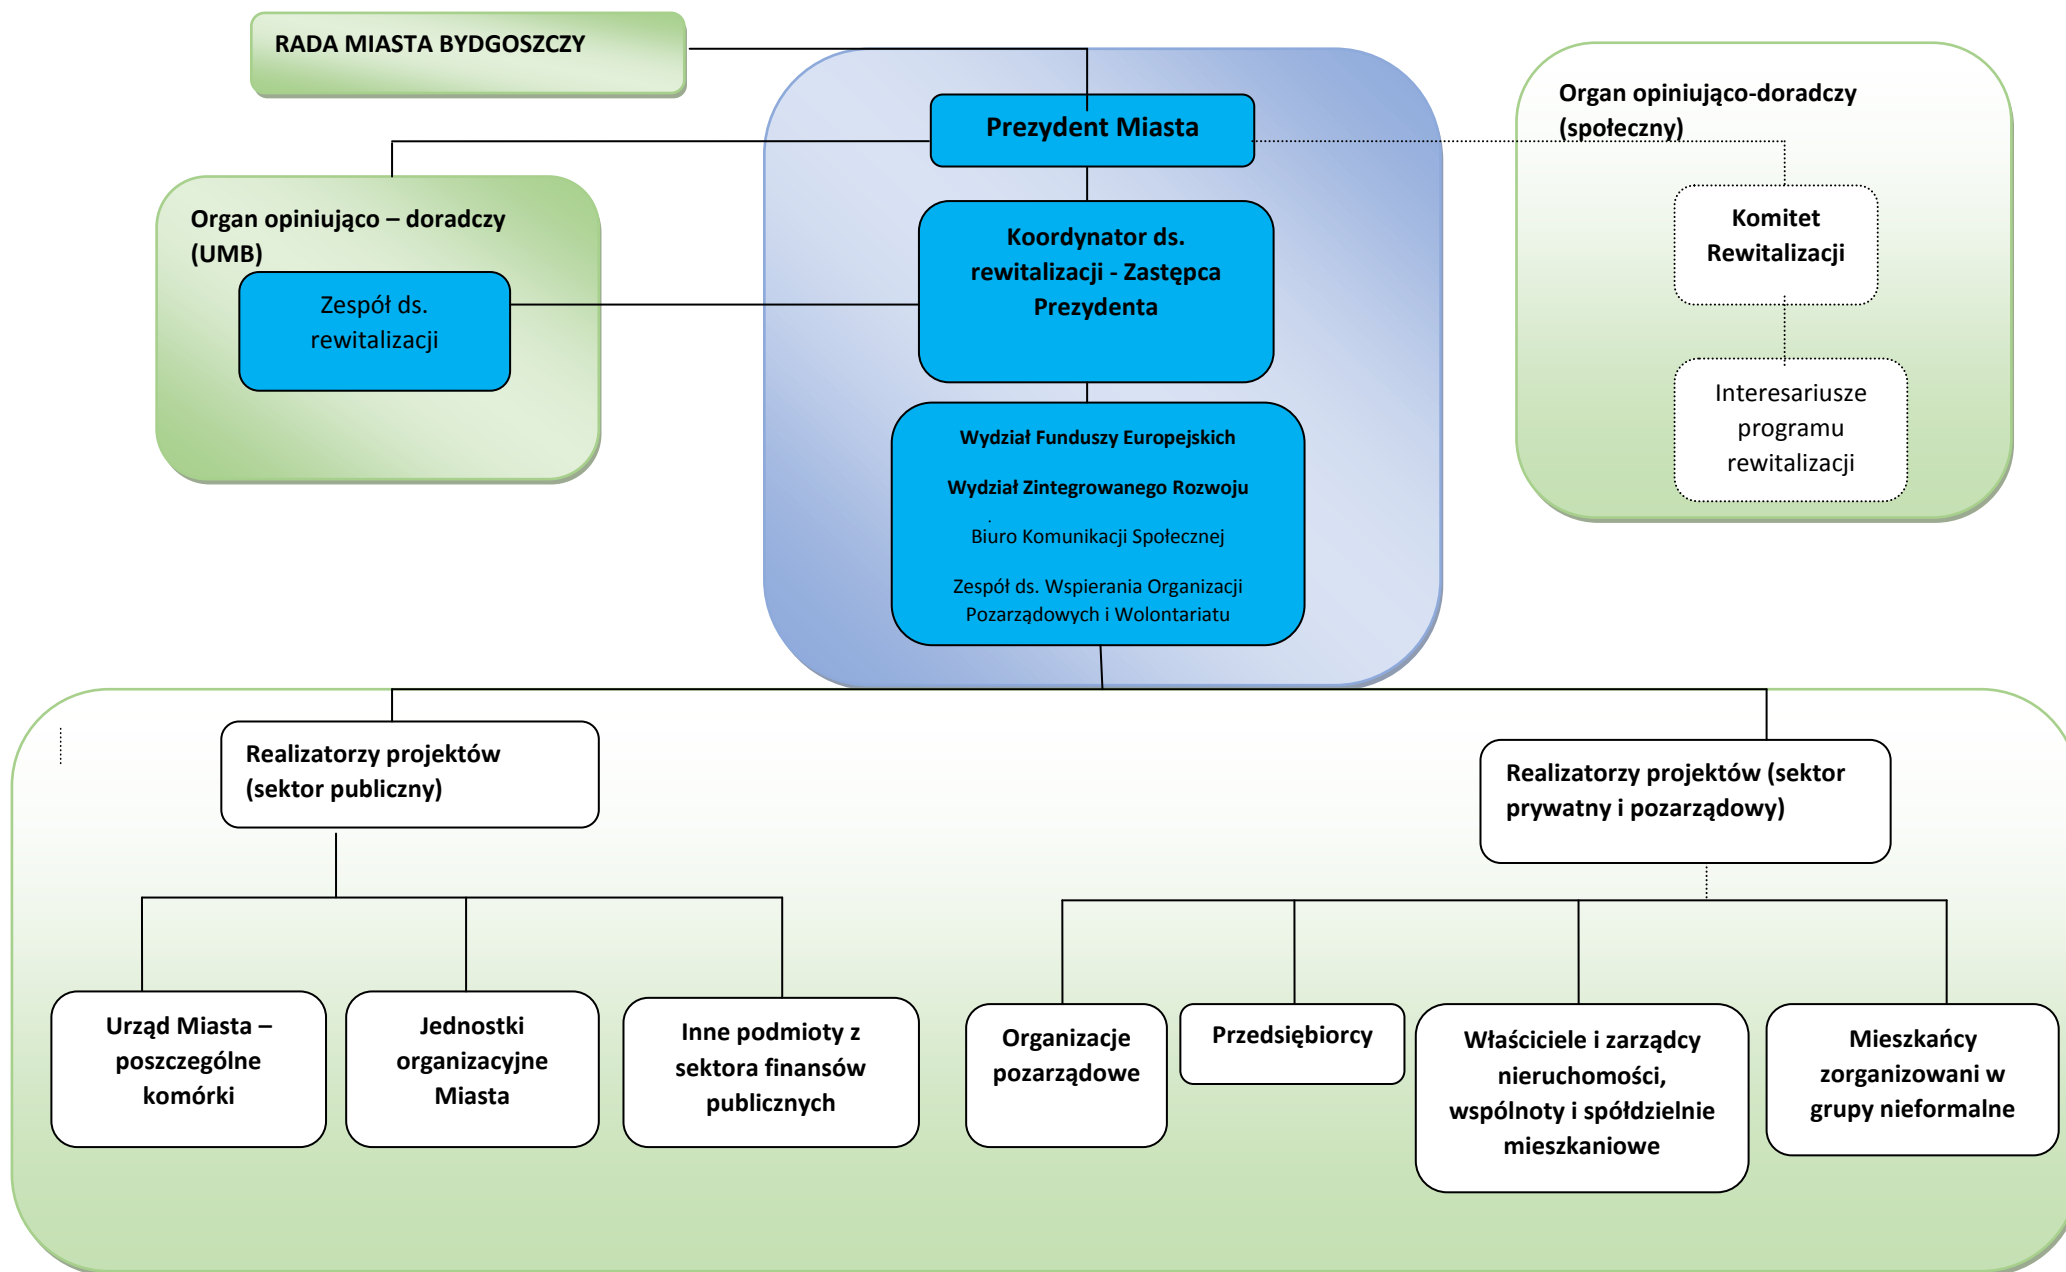 RADA MIASTA BYDGOSZCZY
Prezydent Miasta
Organ opiniująco-doradczy
(społeczny)
Organ opiniująco – doradczy
(UMB)
Zespół ds.
rewitalizacji
Koordynator ds.
rewitalizacji - Zastępca
Prezydenta
Komitet
Rewitalizacji
Interesariusze
programu
rewitalizacji
Wydział Funduszy Europejskich
Wydział Zintegrowanego Rozwoju
.
Biuro Komunikacji Społecznej
Zespół ds. Wspierania Organizacji
Pozarządowych i Wolontariatu
Realizatorzy projektów
(sektor publiczny)
Realizatorzy projektów (sektor
prywatny i pozarządowy)
Urząd Miasta –
poszczególne
komórki
Jednostki
organizacyjne
Miasta
Inne podmioty z
sektora finansów
publicznych
Organizacje
pozarządowe
Przedsiębiorcy
Właściciele i zarządcy
nieruchomości,
wspólnoty i spółdzielnie
mieszkaniowe
Mieszkańcy
zorganizowani w
grupy nieformalne